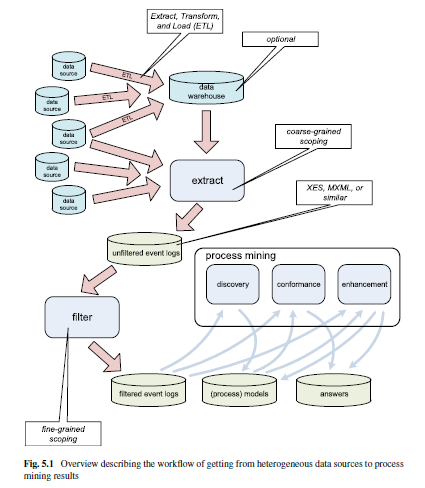 Extract, Transform,
and Load (ETL)
optional
data
source
ETL
data
source
ETL
data
warehouse
ETL
data
source
data
source
data
source
coarse-grained
scoping
extract
XES, MXML, or
similar
unfiltered event logs
process mining
discovery
conformance
enhancement
filter
filtered event logs
(process) models
answers
fine-grained
scoping
Fig. 5.1 Overview describing the workflow of getting from heterogeneous data sources to process
mining results